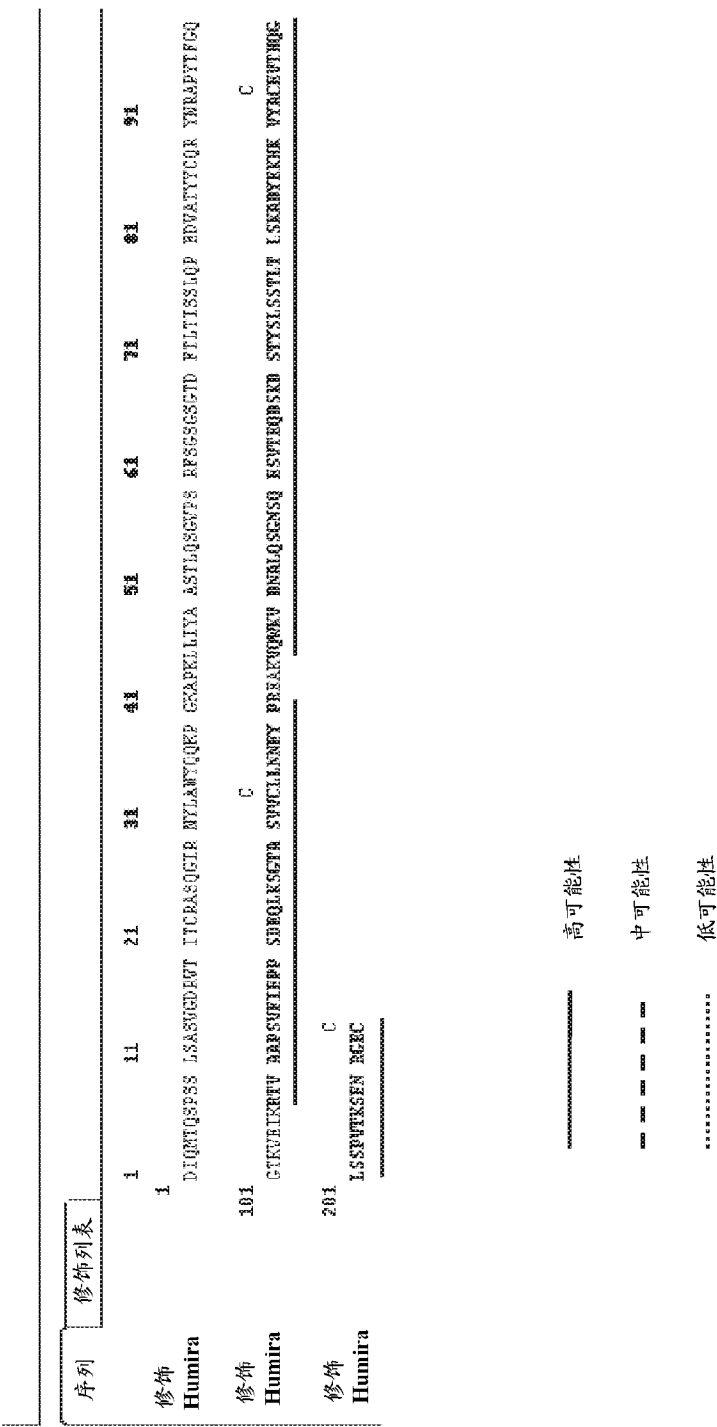 序列 修饰列表
1 11 21 31 41 51 61 71 81 91
修饰 1
Humira DIQMTQSPSS LSASVGDRVT ITCRASQGIR NYLAWYQQKP GKAPKLLIYA ASTLQSGVPS RFSGSGSGTD FTLTISSLQP EDVATYYCQR YNRAPYTFGQ
修饰 101 C C
Humira GTKVEIKRTV AAPSVFIFPP SDEQLKSGTA SVVCLLNNFY PREAKVQWKV DNALQSGNSQ ESVTEQDSKD STYSLSSTLT LSKADYEKHK VYACEVTHQG
修饰 201 C
Humira LSSPVTKSFN RGEC
高可能性
中可能性
低可能性